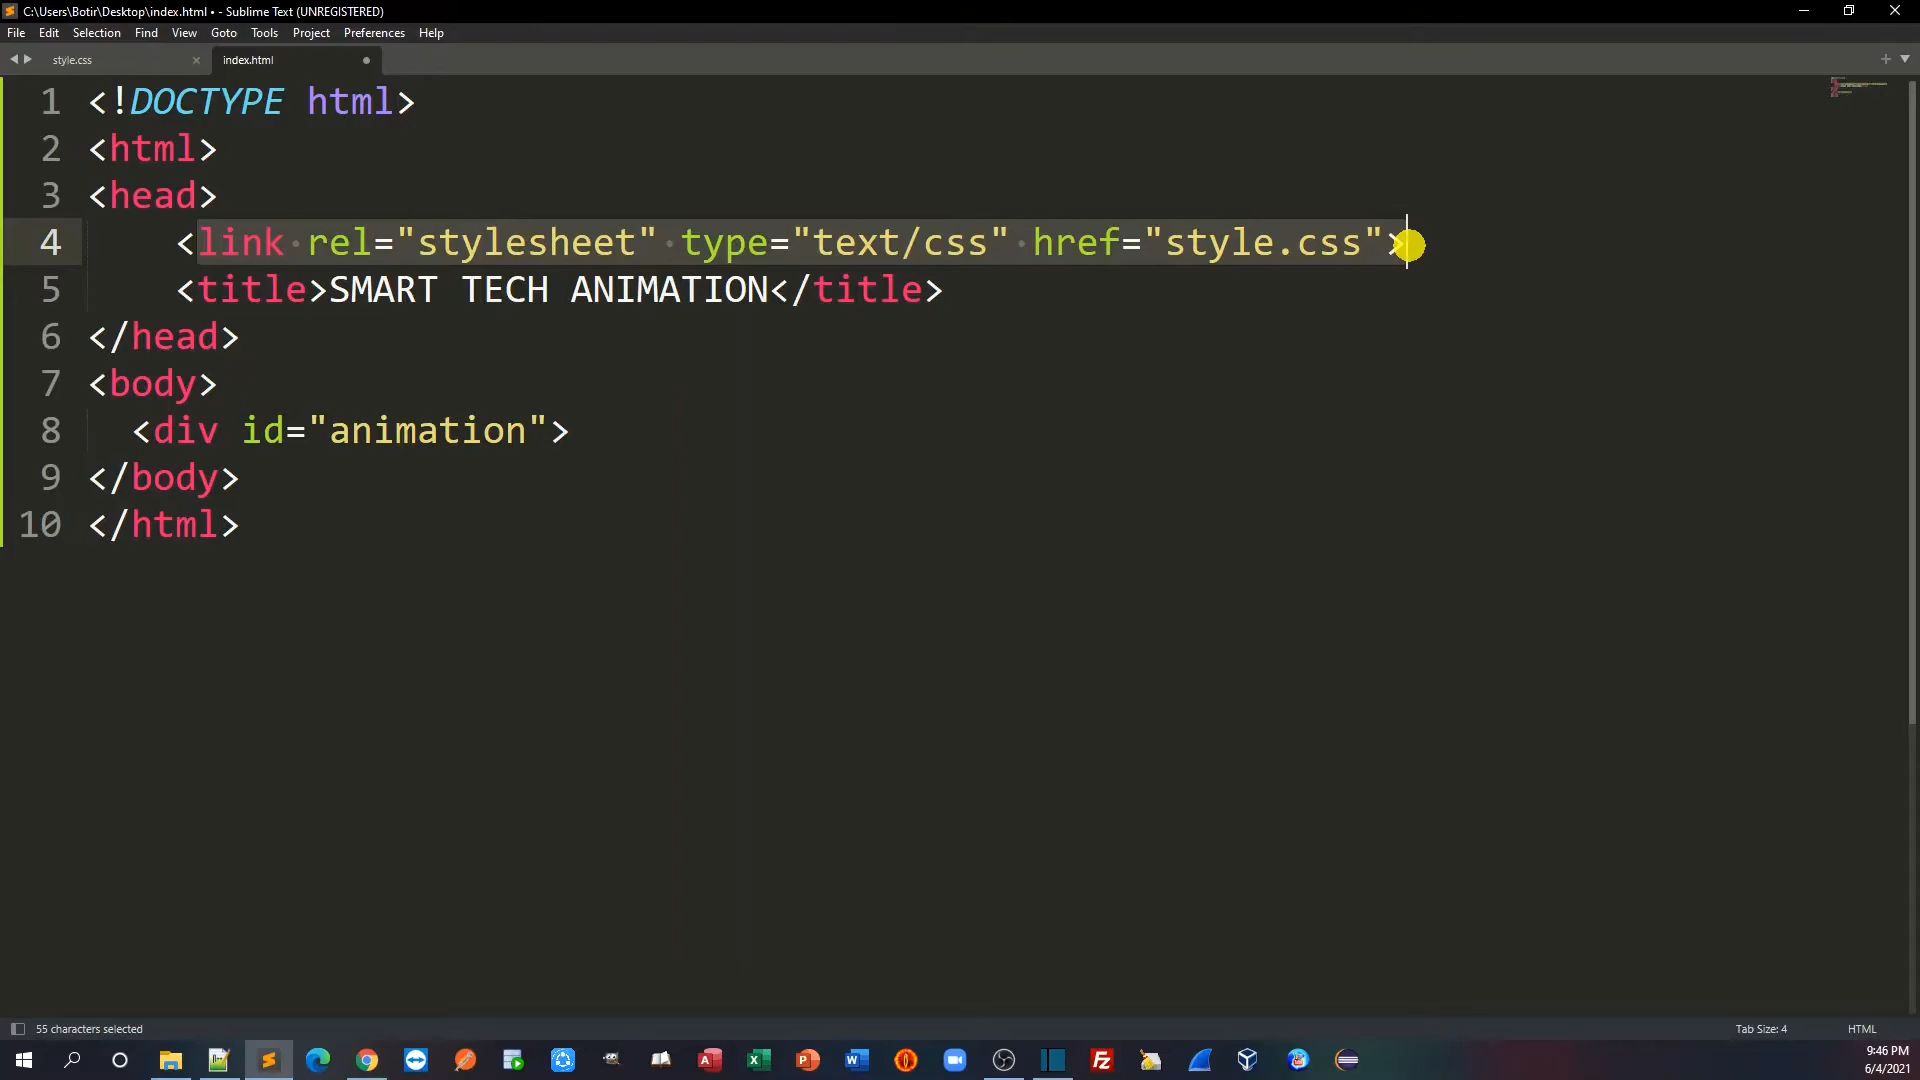 C:\Users\Botir\Desktop\index.html • - Sublime Text (UNREGISTERED)
File Edit Selection Find View Goto Tools Project Preferences Help
style.css index.html
1 <!DOCTYPE html>
2 <html>
3 <head>
4 <link rel="stylesheet" type="text/css" href="style.css">
5 <title>SMART TECH ANIMATION</title>
6 </head>
7 <body>
8 <div id="animation">
9 </body>
10 </html>
55 characters selected Tab Size: 4 HTML
9:46 PM
6/4/2021